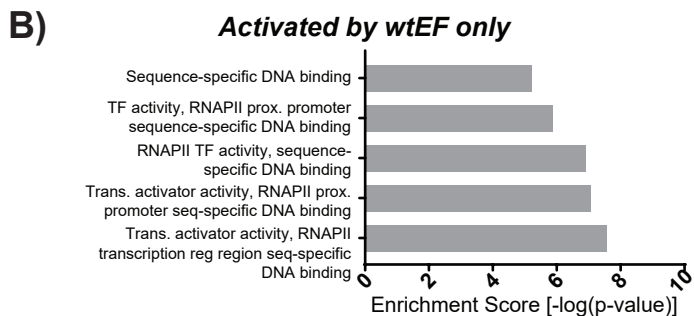 B)
Activated by wtEF only
Sequence-specific DNA binding
TF activity, RNAPII prox. promoter
sequence-specific DNA binding
RNAPII TF activity, sequence-
specific DNA binding
Trans. activator activity, RNAPII prox.
promoter seq-specific DNA binding
Trans. activator activity, RNAPII
transcription reg region seq-specific
DNA binding
0 2 4 6 8 10
Enrichment Score [-log(p-value)]